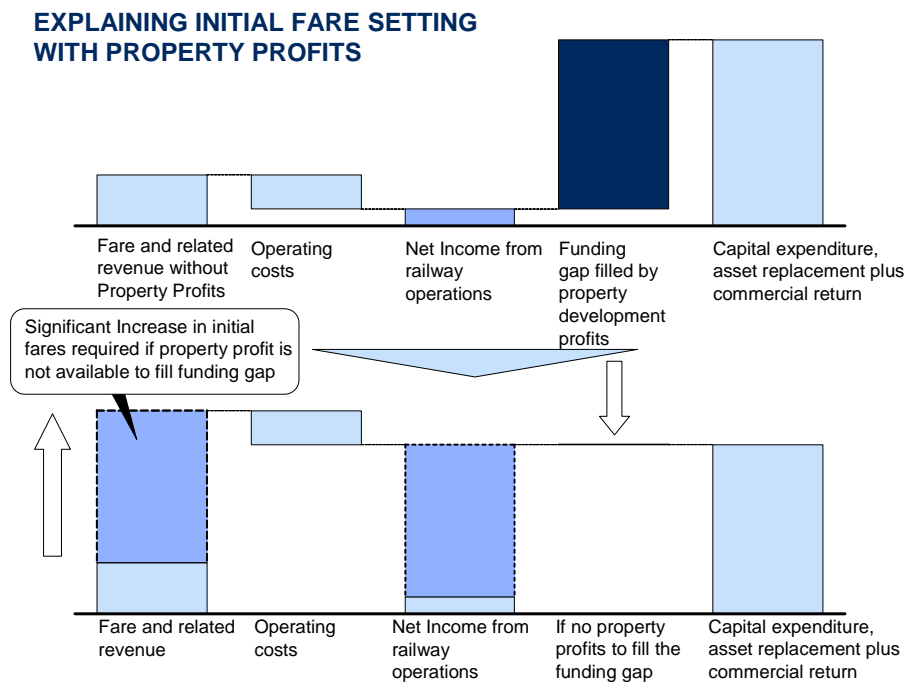 EXPLAINING INITIAL FARE SETTING
WITH PROPERTY PROFITS
Fare and related
revenue without
Property Profits
Operating
costs
Net Income from
railway
operations
Funding
gap filled by
property
development
profits
Capital expenditure,
asset replacement plus
commercial return
Significant Increase in initial
fares required if property profit is
not available to fill funding gap
Fare and related
revenue
Operating
costs
Net Income from
railway
operations
If no property
profits to fill the
funding gap
Capital expenditure,
asset replacement plus
commercial return